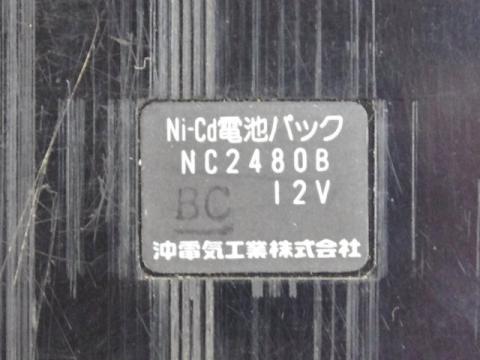 Ni-Cd電池パック
NC2480B
12V
BC
沖電気工業株式会社